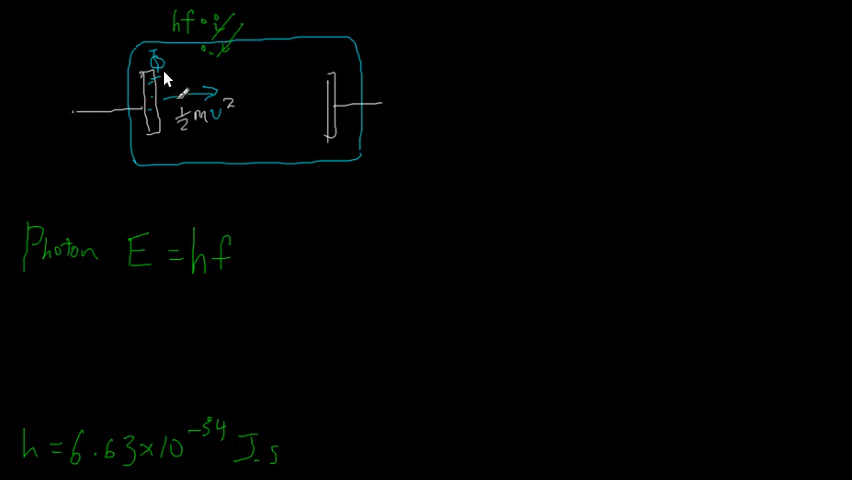 hf
Φ
½mv²
Photon E = hf
h = 6.63×10⁻³⁴ J.s